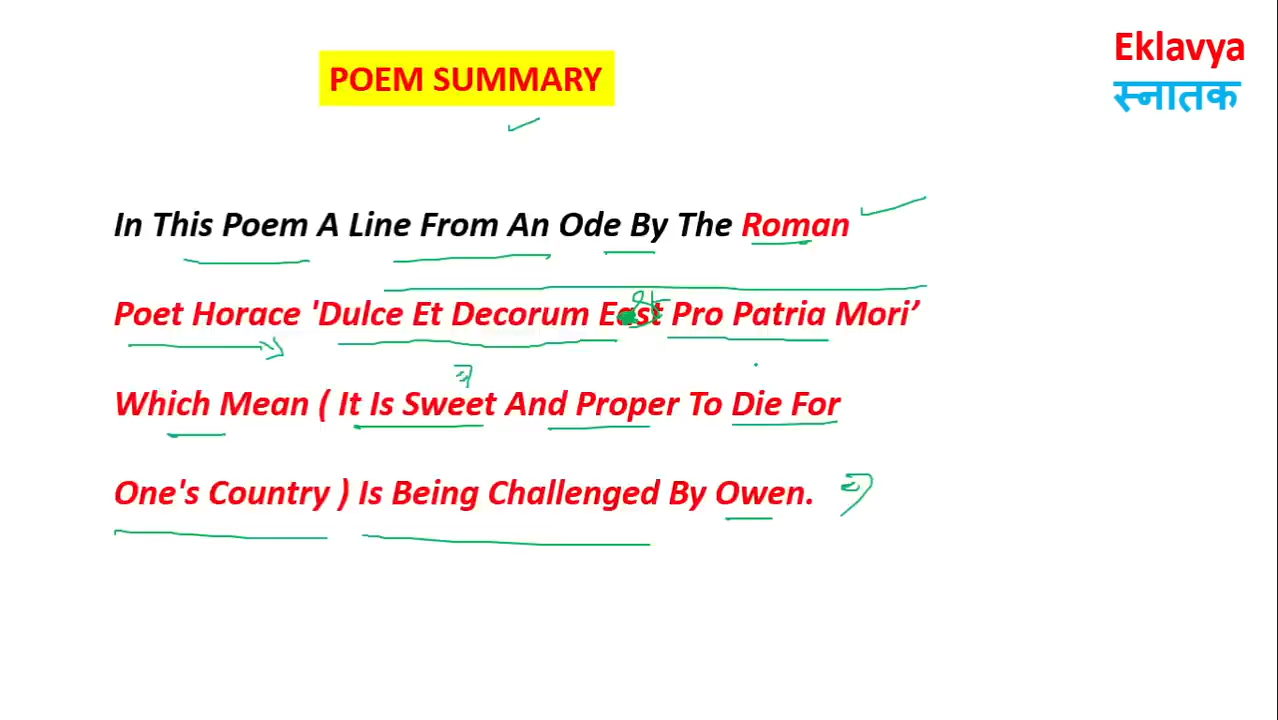 Eklavya
स्नातक
POEM SUMMARY
In This Poem A Line From An Ode By The Roman
Poet Horace 'Dulce Et Decorum East Pro Patria Mori’
Which Mean ( It Is Sweet And Proper To Die For
One's Country ) Is Being Challenged By Owen.